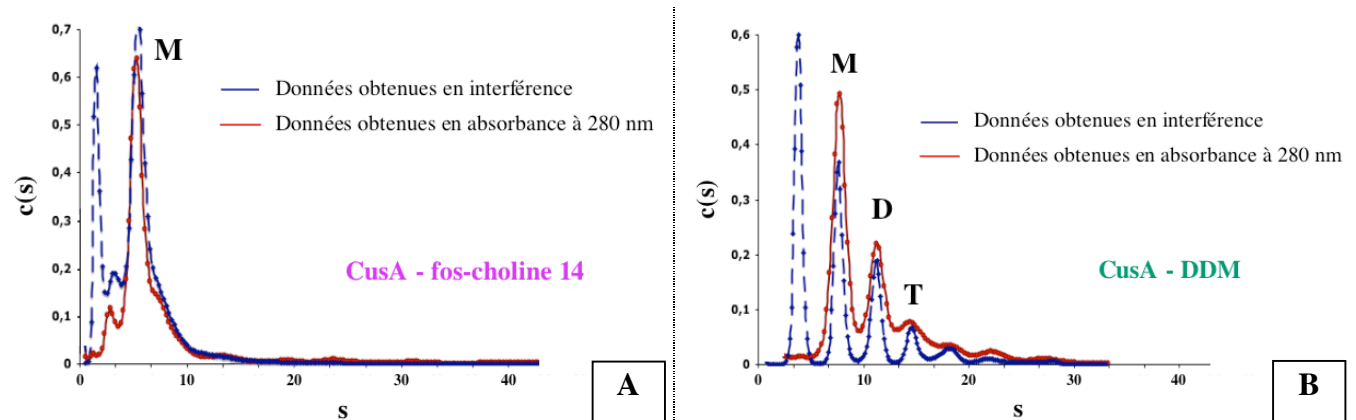 0,7
0,6
0,5
0,4
0,3
0,2
0,1
0
c(s)
M
Données obtenues en interférence
Données obtenues en absorbance à 280 nm
CusA - fos-choline 14
0 10 20 30 40
s
A
0,6
0,5
0,4
0,3
0,2
0,1
0
c(s)
M
D
T
Données obtenues en interférence
Données obtenues en absorbance à 280 nm
CusA - DDM
0 10 20 30 40
s
B